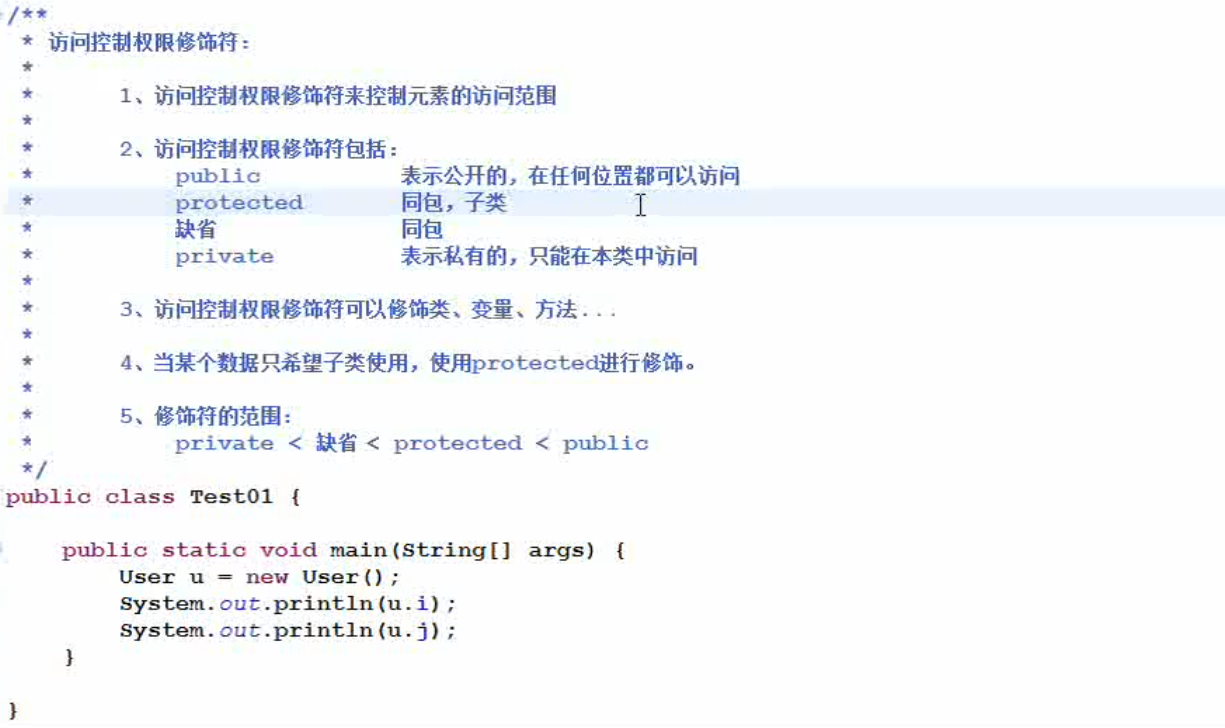 /**
 * 访问控制权限修饰符：
 *
 *      1、访问控制权限修饰符来控制元素的访问范围
 *
 *      2、访问控制权限修饰符包括：
 *          public          表示公开的，在任何位置都可以访问
 *          protected       同包，子类
 *          缺省            同包
 *          private         表示私有的，只能在本类中访问
 *
 *      3、访问控制权限修饰符可以修饰类、变量、方法...
 *
 *      4、当某个数据只希望子类使用，使用protected进行修饰。
 *
 *      5、修饰符的范围：
 *          private < 缺省 < protected < public
 */
public class Test01 {

    public static void main(String[] args) {
        User u = new User();
        System.out.println(u.i);
        System.out.println(u.j);
    }

}